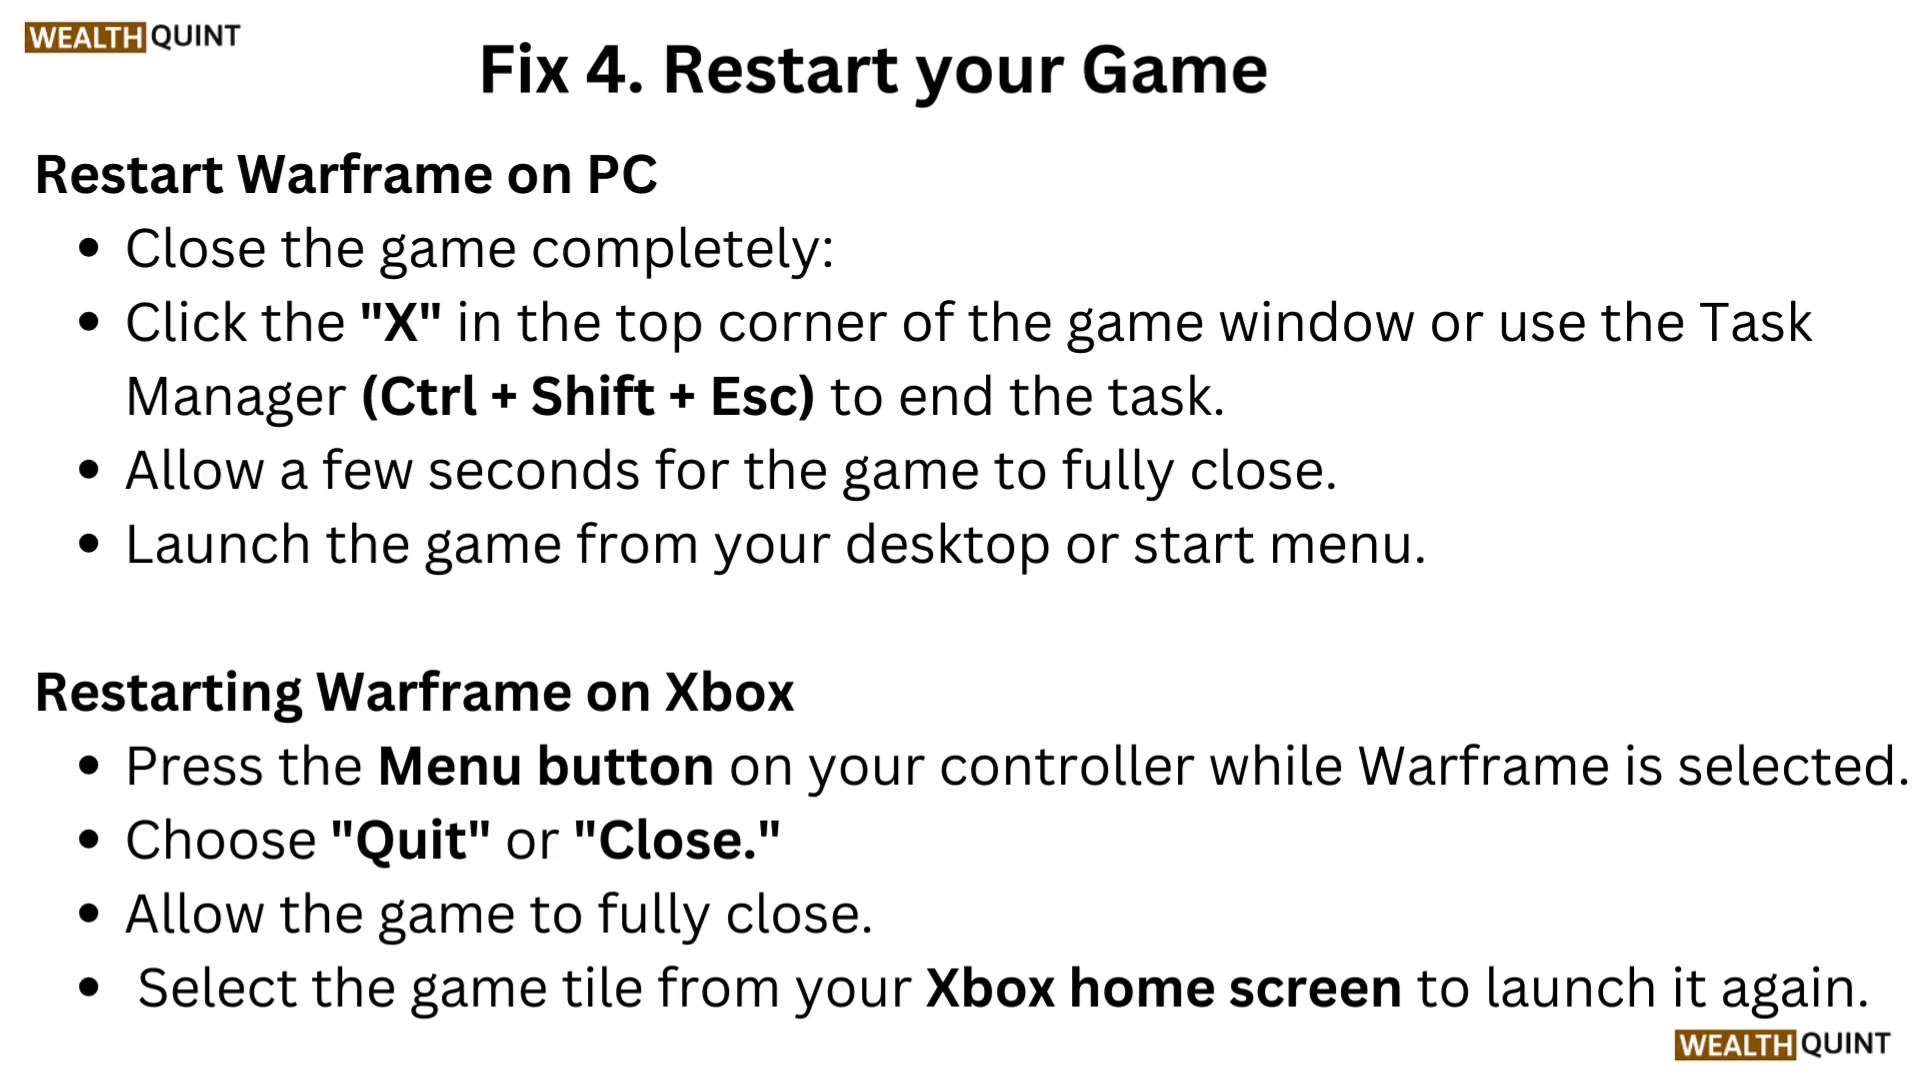 WEALTH QUINT
Fix 4. Restart your Game
Restart Warframe on PC
• Close the game completely:
• Click the "X" in the top corner of the game window or use the Task
Manager (Ctrl + Shift + Esc) to end the task.
• Allow a few seconds for the game to fully close.
• Launch the game from your desktop or start menu.
Restarting Warframe on Xbox
• Press the Menu button on your controller while Warframe is selected.
• Choose "Quit" or "Close."
• Allow the game to fully close.
• Select the game tile from your Xbox home screen to launch it again.
WEALTH QUINT